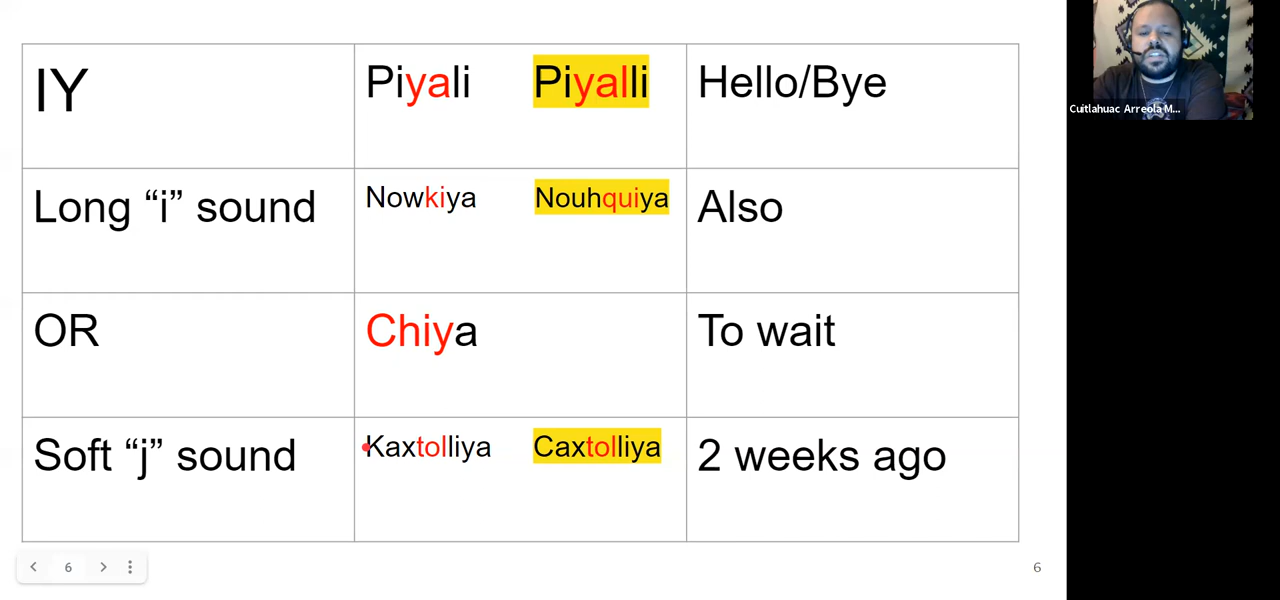 IY
Piyali
Piyalli
Hello/Bye
Long “i” sound
Nowkiya
Nouhquiya
Also
OR
Chiya
To wait
Soft “j” sound
Kaxtolliya
Caxtolliya
2 weeks ago
6
6
Cuitlahuac Arreola M...